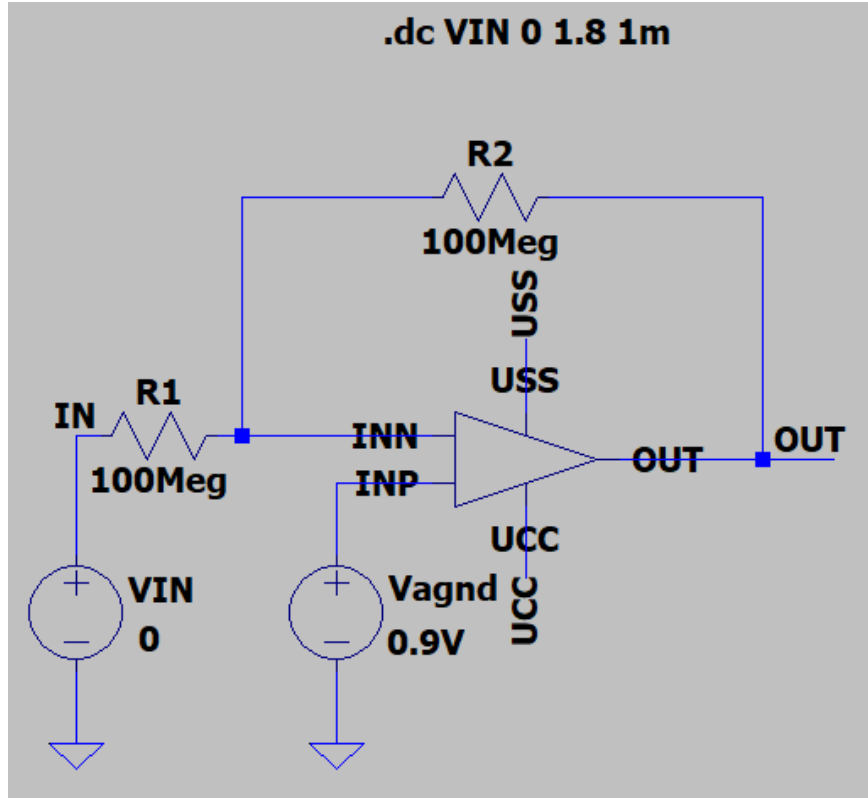 .dc VIN 0 1.8 1m
R2
100Meg
USS
USS
R1
IN
INN
OUT
OUT
100Meg
INP
UCC
UCC
VIN
0
Vagnd
0.9V